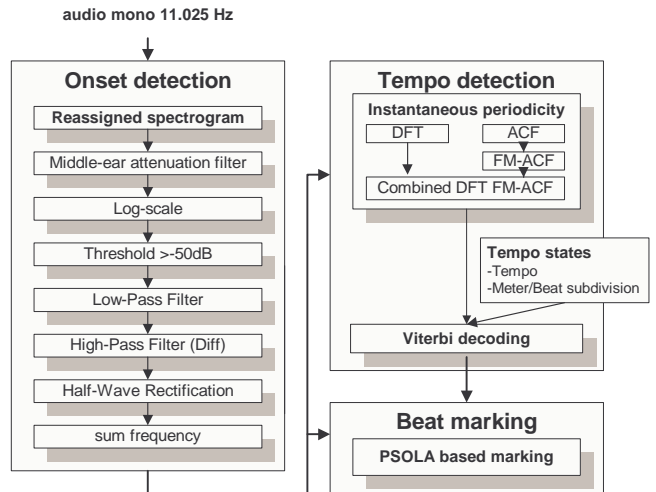 audio mono 11.025 Hz
Onset detection
Reassigned spectrogram
Middle-ear attenuation filter
Log-scale
Threshold >-50dB
Low-Pass Filter
High-Pass Filter (Diff)
Half-Wave Rectification
sum frequency
Tempo detection
Instantaneous periodicity
DFT
ACF
FM-ACF
Combined DFT FM-ACF
Tempo states
-Tempo
-Meter/Beat subdivision
Viterbi decoding
Beat marking
PSOLA based marking